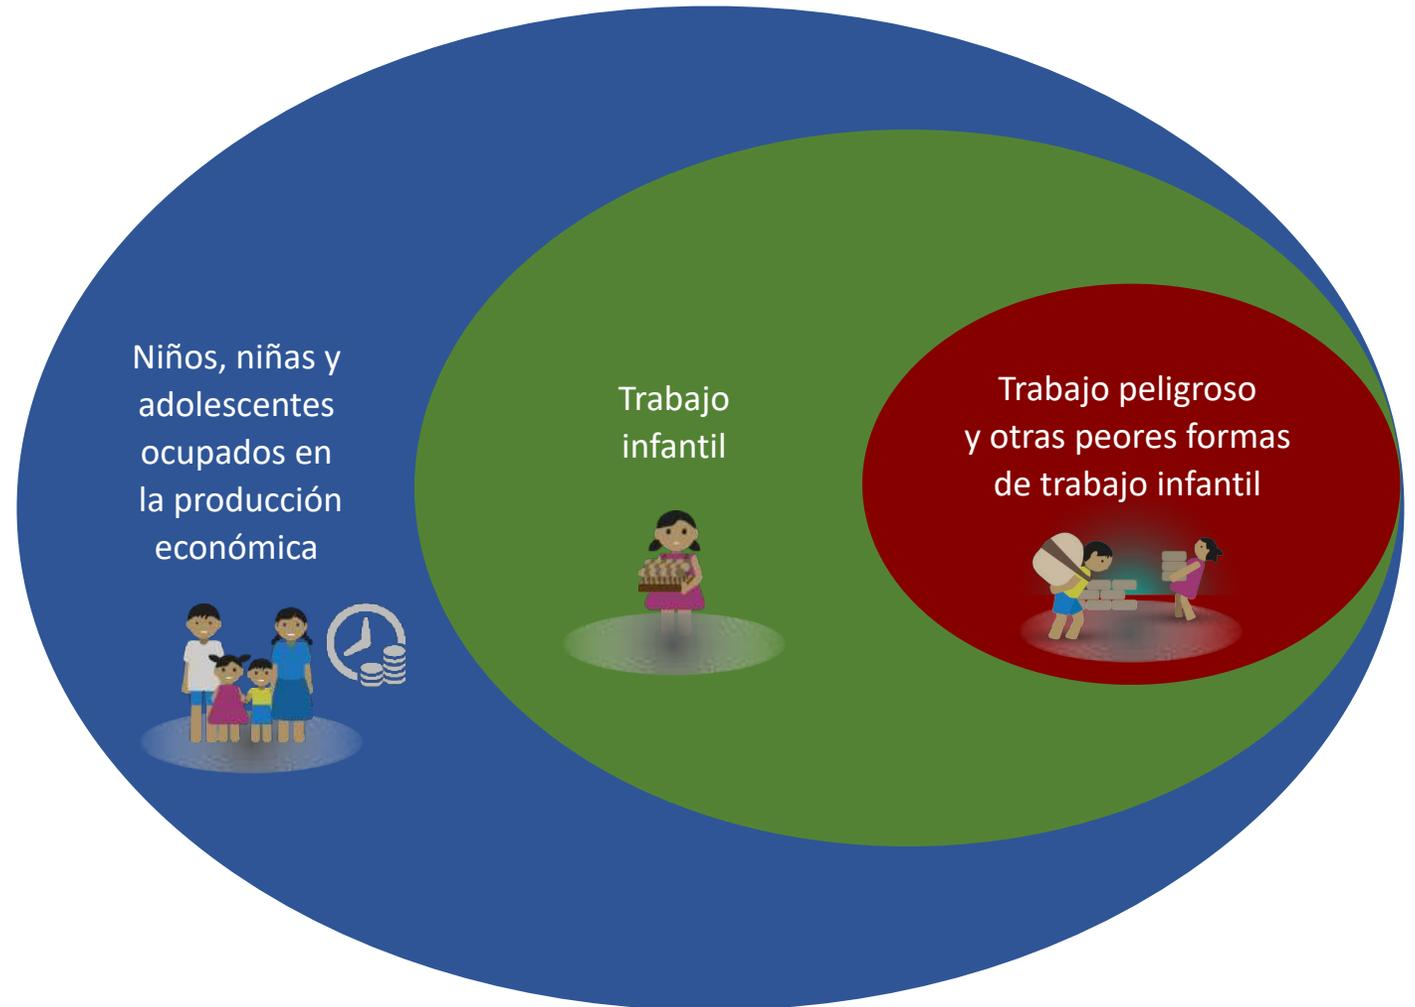 Niños, niñas y
adolescentes
ocupados en
la producción
económica
Trabajo
infantil
Trabajo peligroso
y otras peores formas
de trabajo infantil